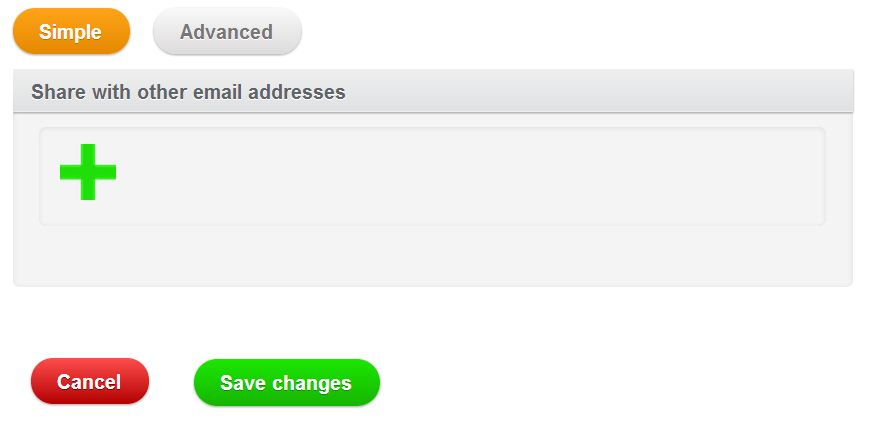 Simple Advanced
Share with other email addresses
Cancel Save changes